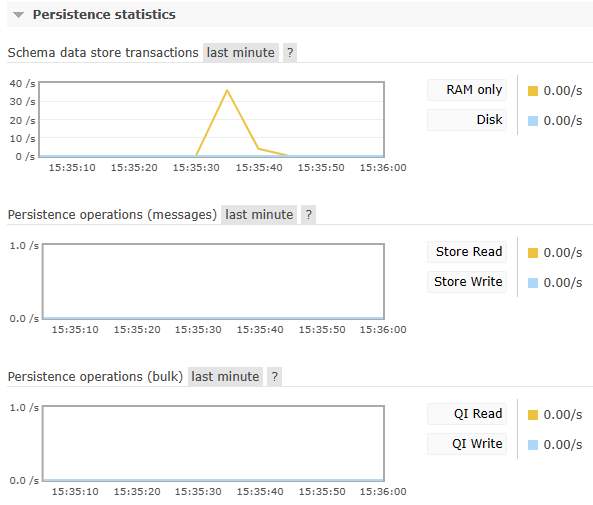 Persistence statistics
Schema data store transactions last minute ?
40 /s
30 /s
20 /s
10 /s
0 /s
15:35:10 15:35:20 15:35:30 15:35:40 15:35:50 15:36:00
RAM only 0.00/s
Disk 0.00/s
Persistence operations (messages) last minute ?
1.0 /s
0.0 /s
15:35:10 15:35:20 15:35:30 15:35:40 15:35:50 15:36:00
Store Read 0.00/s
Store Write 0.00/s
Persistence operations (bulk) last minute ?
1.0 /s
0.0 /s
15:35:10 15:35:20 15:35:30 15:35:40 15:35:50 15:36:00
QI Read 0.00/s
QI Write 0.00/s